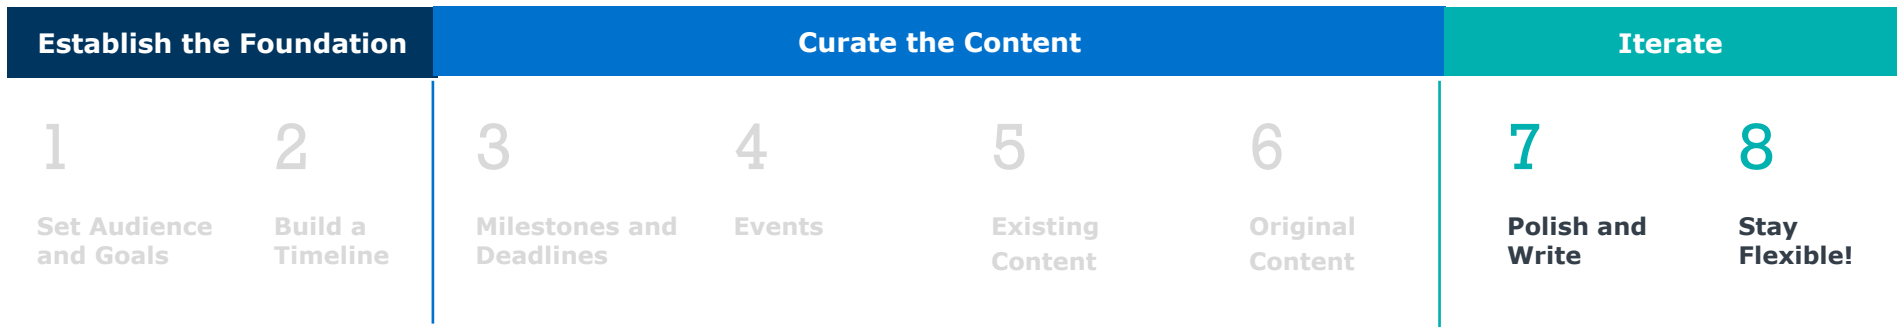 Establish the Foundation
Curate the Content
Iterate
1
2
3
4
5
6
7
8
Set Audience
and Goals
Build a
Timeline
Milestones and
Deadlines
Events
Existing
Content
Original
Content
Polish and
Write
Stay
Flexible!